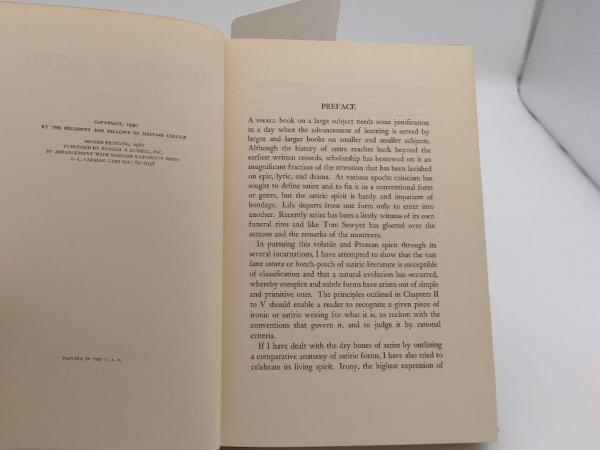 COPYRIGHT, 1940
BY THE PRESIDENT AND FELLOWS OF HARVARD COLLEGE
SECOND PRINTING, 1960
PUBLISHED BY RUSSELL & RUSSELL, INC.
BY ARRANGEMENT WITH HARVARD UNIVERSITY PRESS
L. C. CATALOG CARD NO.: 60-6038
PRINTED IN THE U. S. A.
PREFACE
A SMALL book on a large subject needs some justification
in a day when the advancement of learning is served by
larger and larger books on smaller and smaller subjects.
Although the history of satire reaches back beyond the
earliest written records, scholarship has bestowed on it an
insignificant fraction of the attention that has been lavished
on epic, lyric, and drama. At various epochs criticism has
sought to define satire and to fix it in a conventional form
or genre, but the satiric spirit is hardy and impatient of
bondage. Life departs from one form only to enter into
another. Recently satire has been a lively witness of its own
funeral rites and like Tom Sawyer has gloated over the
sermon and the remarks of the mourners.
In pursuing this volatile and Protean spirit through its
several incarnations, I have attempted to show that the vast
lanx satura or hotch-potch of satiric literature is susceptible
of classification and that a natural evolution has occurred,
whereby complex and subtle forms have arisen out of simple
and primitive ones. The principles outlined in Chapters II
to V should enable a reader to recognize a given piece of
ironic or satiric writing for what it is, to reckon with the
conventions that govern it, and to judge it by rational
criteria.
If I have dealt with the dry bones of satire by outlining
a comparative anatomy of satiric forms, I have also tried to
celebrate its living spirit. Irony, the highest expression of